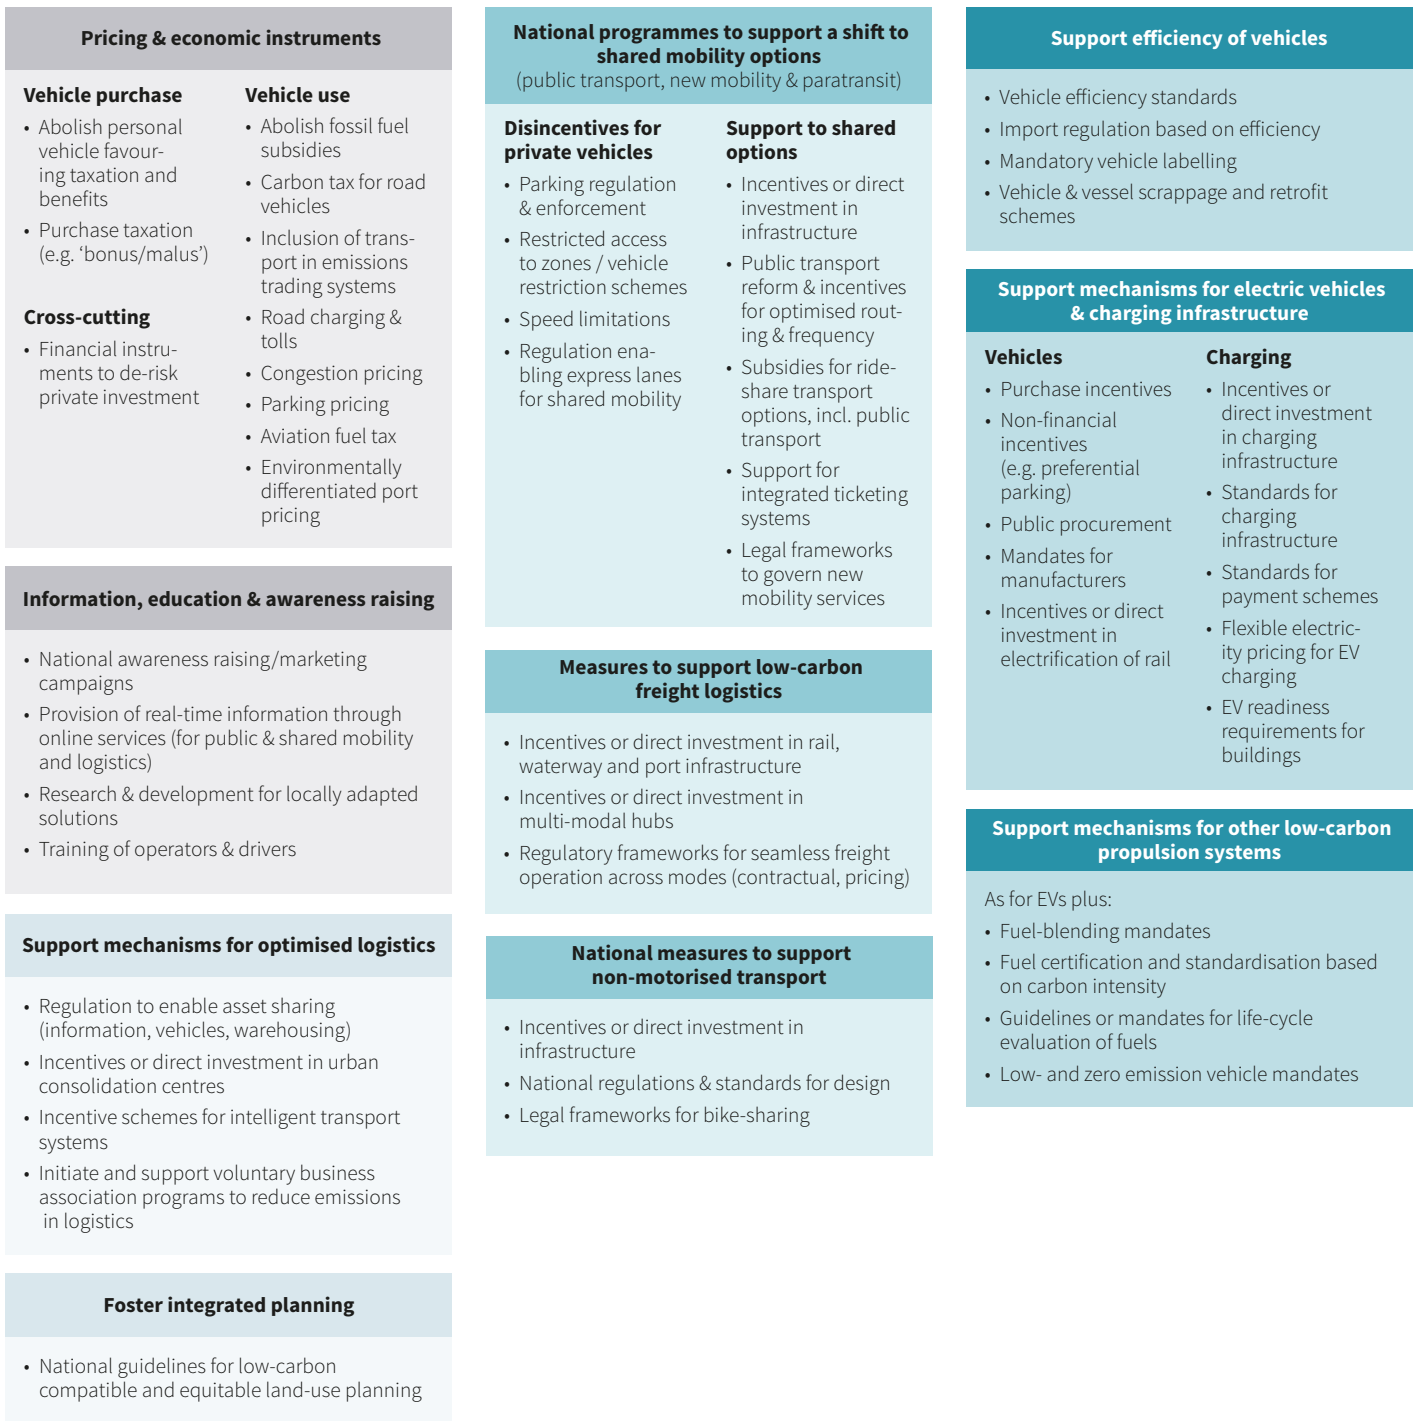 Pricing & economic instruments
Vehicle purchase
• Abolish personal
vehicle favour-
ing taxation and
benefits
• Purchase taxation
(e.g. ‘bonus/malus’)
Cross-cutting
• Financial instru-
ments to de-risk
private investment
Vehicle use
• Abolish fossil fuel
subsidies
• Carbon tax for road
vehicles
• Inclusion of trans-
port in emissions
trading systems
• Road charging &
tolls
• Congestion pricing
• Parking pricing
• Aviation fuel tax
• Environmentally
differentiated port
pricing
Information, education & awareness raising
• National awareness raising/marketing
campaigns
• Provision of real-time information through
online services (for public & shared mobility
and logistics)
• Research & development for locally adapted
solutions
• Training of operators & drivers
Support mechanisms for optimised logistics
• Regulation to enable asset sharing
(information, vehicles, warehousing)
• Incentives or direct investment in urban
consolidation centres
• Incentive schemes for intelligent transport
systems
• Initiate and support voluntary business
association programs to reduce emissions
in logistics
Foster integrated planning
• National guidelines for low-carbon
compatible and equitable land-use planning
National programmes to support a shift to
shared mobility options
(public transport, new mobility & paratransit)
Disincentives for
private vehicles
• Parking regulation
& enforcement
• Restricted access
to zones / vehicle
restriction schemes
• Speed limitations
• Regulation ena-
bling express lanes
for shared mobility
Support to shared
options
• Incentives or direct
investment in
infrastructure
• Public transport
reform & incentives
for optimised rout-
ing & frequency
• Subsidies for ride-
share transport
options, incl. public
transport
• Support for
integrated ticketing
systems
• Legal frameworks
to govern new
mobility services
Measures to support low-carbon
freight logistics
• Incentives or direct investment in rail,
waterway and port infrastructure
• Incentives or direct investment in
multi-modal hubs
• Regulatory frameworks for seamless freight
operation across modes (contractual, pricing)
National measures to support
non-motorised transport
• Incentives or direct investment in
infrastructure
• National regulations & standards for design
• Legal frameworks for bike-sharing
Support efficiency of vehicles
• Vehicle efficiency standards
• Import regulation based on efficiency
• Mandatory vehicle labelling
• Vehicle & vessel scrappage and retrofit
schemes
Support mechanisms for electric vehicles
& charging infrastructure
Vehicles
• Purchase incentives
• Non-financial
incentives
(e.g. preferential
parking)
• Public procurement
• Mandates for
manufacturers
• Incentives or direct
investment in
electrification of rail
Charging
• Incentives or
direct investment
in charging
infrastructure
• Standards for
charging
infrastructure
• Standards for
payment schemes
• Flexible electric-
ity pricing for EV
charging
• EV readiness
requirements for
buildings
Support mechanisms for other low-carbon
propulsion systems
As for EVs plus:
• Fuel-blending mandates
• Fuel certification and standardisation based
on carbon intensity
• Guidelines or mandates for life-cycle
evaluation of fuels
• Low- and zero emission vehicle mandates